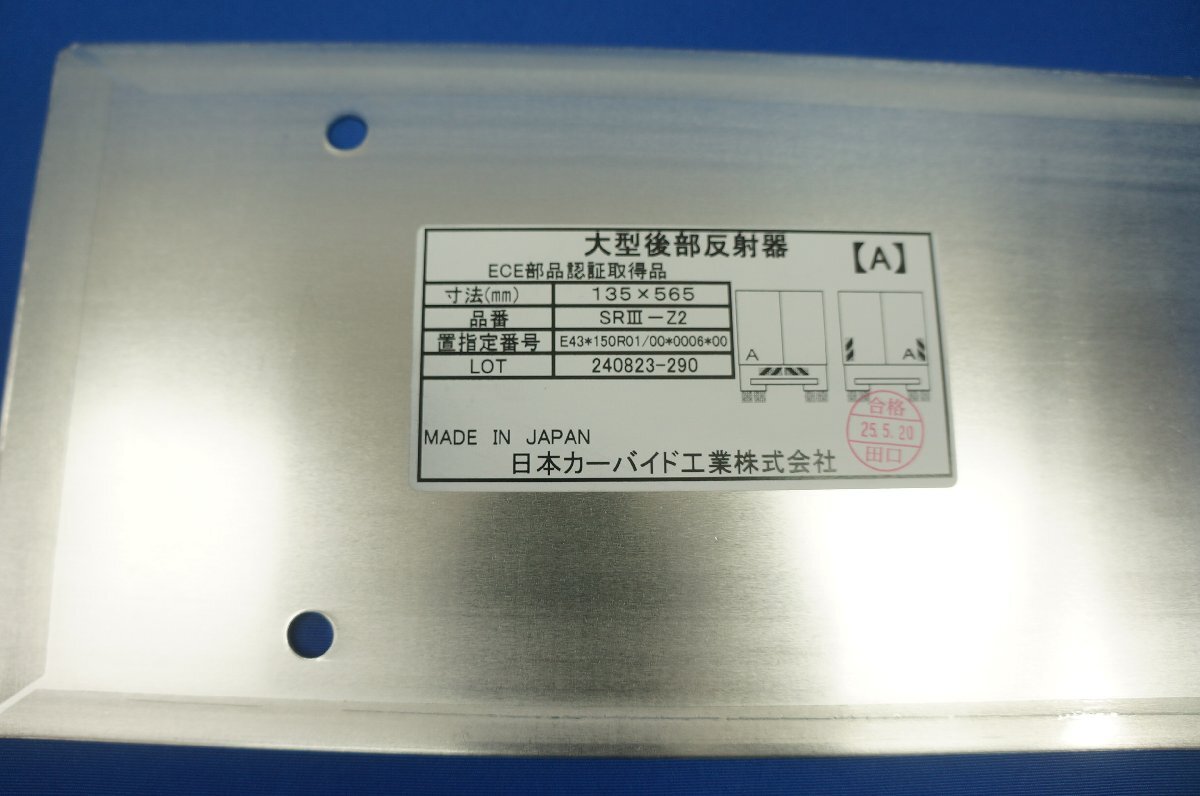 大型後部反射器
【A】
ECE部品認証取得品
寸法(mm) 135×565
品番 SRⅢ-Z2
置指定番号 E43*150R01/00*0006*00
LOT 240823-290
A
A
合格
25.5.20
田口
MADE IN JAPAN
日本カーバイド工業株式会社